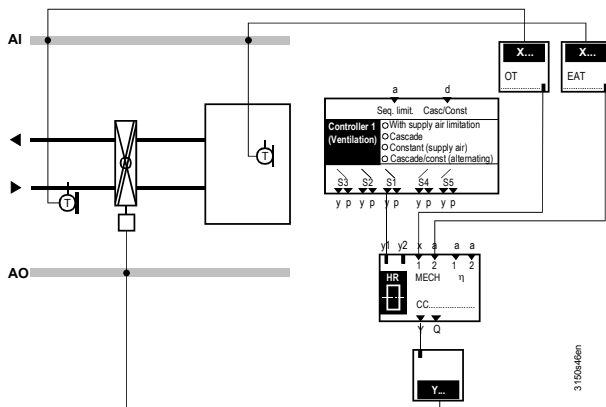 AI
X...
X...
OT
EAT
a d
Seq. limit. Casc/Const
Controller 1
(Ventilation)
With supply air limitation
Cascade
Constant (supply air)
Cascade/const (alternating)
S3 S2 S1 S4 S5
y p y p y p y p y p
T
T
y1 y2 x a a a
1 2 1 2
HR MECH η
CC....................
Y Q
AO
Y...
3150s46en